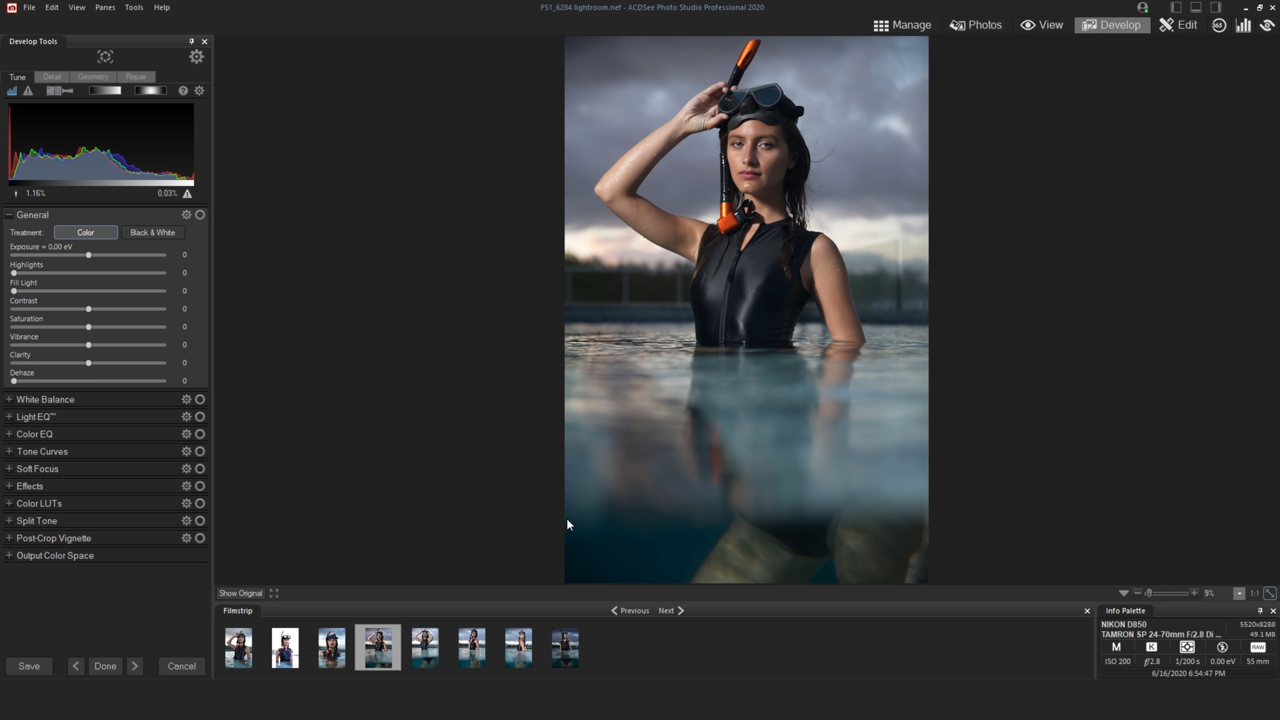 File Edit View Panes Tools Help
FS1_6284 lightroom.nef - ACDSee Photo Studio Professional 2020
Manage Photos View Develop Edit 365
Develop Tools
Tune Detail Geometry Repair
1.16% 0.03%
General
Treatment: Color Black & White
Exposure = 0.00 eV
0
Highlights
0
Fill Light
0
Contrast
0
Saturation
0
Vibrance
0
Clarity
0
Dehaze
0
White Balance
Light EQ™
Color EQ
Tone Curves
Soft Focus
Effects
Color LUTs
Split Tone
Post-Crop Vignette
Output Color Space
Save Done Cancel
Show Original 9% 1:1
Filmstrip Previous Next
Info Palette
NIKON D850 5520x8288
TAMRON SP 24-70mm F/2.8 Di ... 49.1 MB
M K RAW
ISO 200 f/2.8 1/200 s 0.00 eV 55 mm
6/16/2020 6:54:47 PM